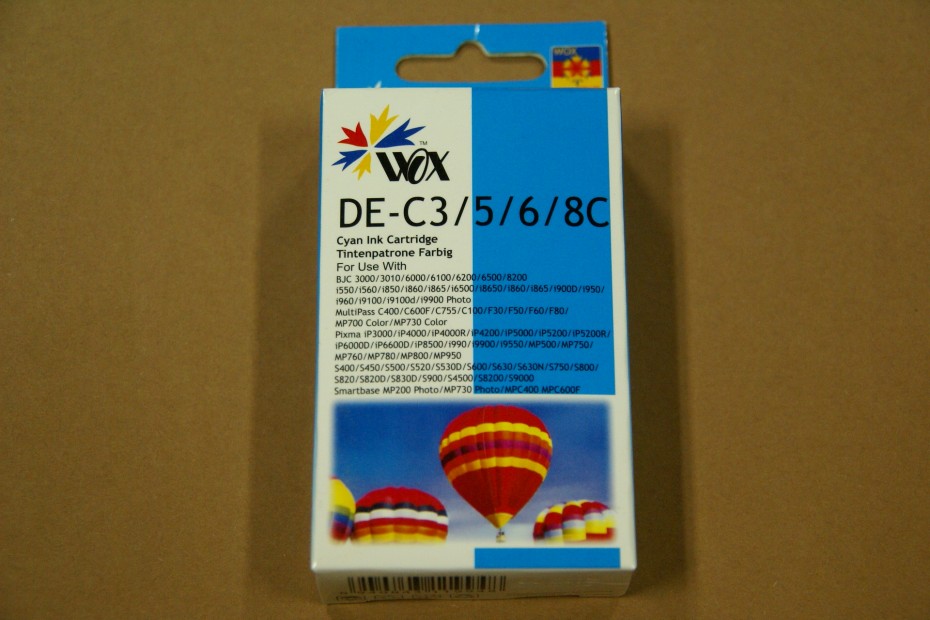 WOX
WOX™
DE-C3/5/6/8C
Cyan Ink Cartridge
Tintenpatrone Farbig
For Use With
BJC 3000/3010/6000/6100/6200/6500/8200
i550/i560/i850/i860/i865/i6500/i8650/i860/i865/i900D/i950/
i960/i9100/i9100d/i9900 Photo
MultiPass C400/C600F/C755/C100/F30/F50/F60/F80/
MP700 Color/MP730 Color
Pixma iP3000/iP4000/iP4000R/iP4200/iP5000/iP5200/iP5200R/
iP6000D/iP6600D/iP8500/i990/i9900/i9550/MP500/MP750/
MP760/MP780/MP800/MP950
S400/S450/S500/S520/S530D/S600/S630/S630N/S750/S800/
S820/S820D/S830D/S900/S4500/S8200/S9000
Smartbase MP200 Photo/MP730 Photo/MPC400 MPC600F